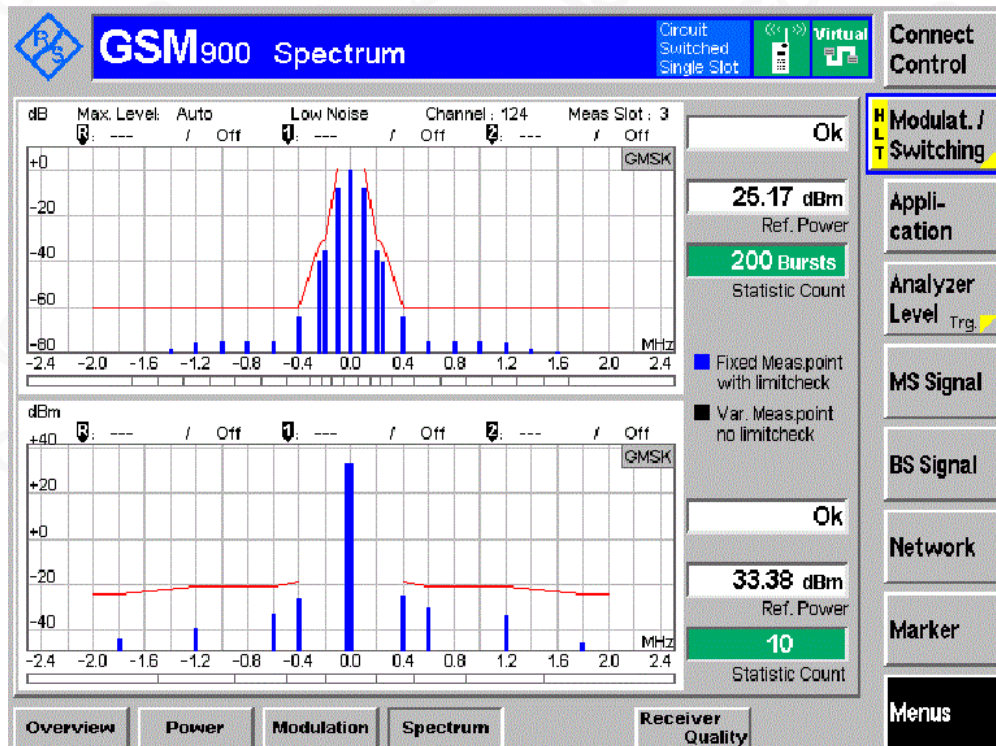 R&S
GSM900 Spectrum
Circuit Switched Single Slot
Virtual
Connect Control
dB Max. Level: Auto Low Noise Channel : 124 Meas Slot : 3
R: --- / Off 1: --- / Off 2: --- / Off
GMSK
+0
-20
-40
-60
-80
MHz
-2.4 -2.0 -1.6 -1.2 -0.8 -0.4 0.0 0.4 0.8 1.2 1.6 2.0 2.4
Ok
25.17 dBm
Ref. Power
200 Bursts
Statistic Count
Fixed Meas.point
with limitcheck
Var. Meas.point
no limitcheck
dBm
R: --- / Off 1: --- / Off 2: --- / Off
GMSK
+40
+20
+0
-20
-40
MHz
-2.4 -2.0 -1.6 -1.2 -0.8 -0.4 0.0 0.4 0.8 1.2 1.6 2.0 2.4
Ok
33.38 dBm
Ref. Power
10
Statistic Count
HLT
Modulat. /
Switching
Appli-
cation
Analyzer
Level Trg.
MS Signal
BS Signal
Network
Marker
Menus
Overview
Power
Modulation
Spectrum
Receiver
Quality